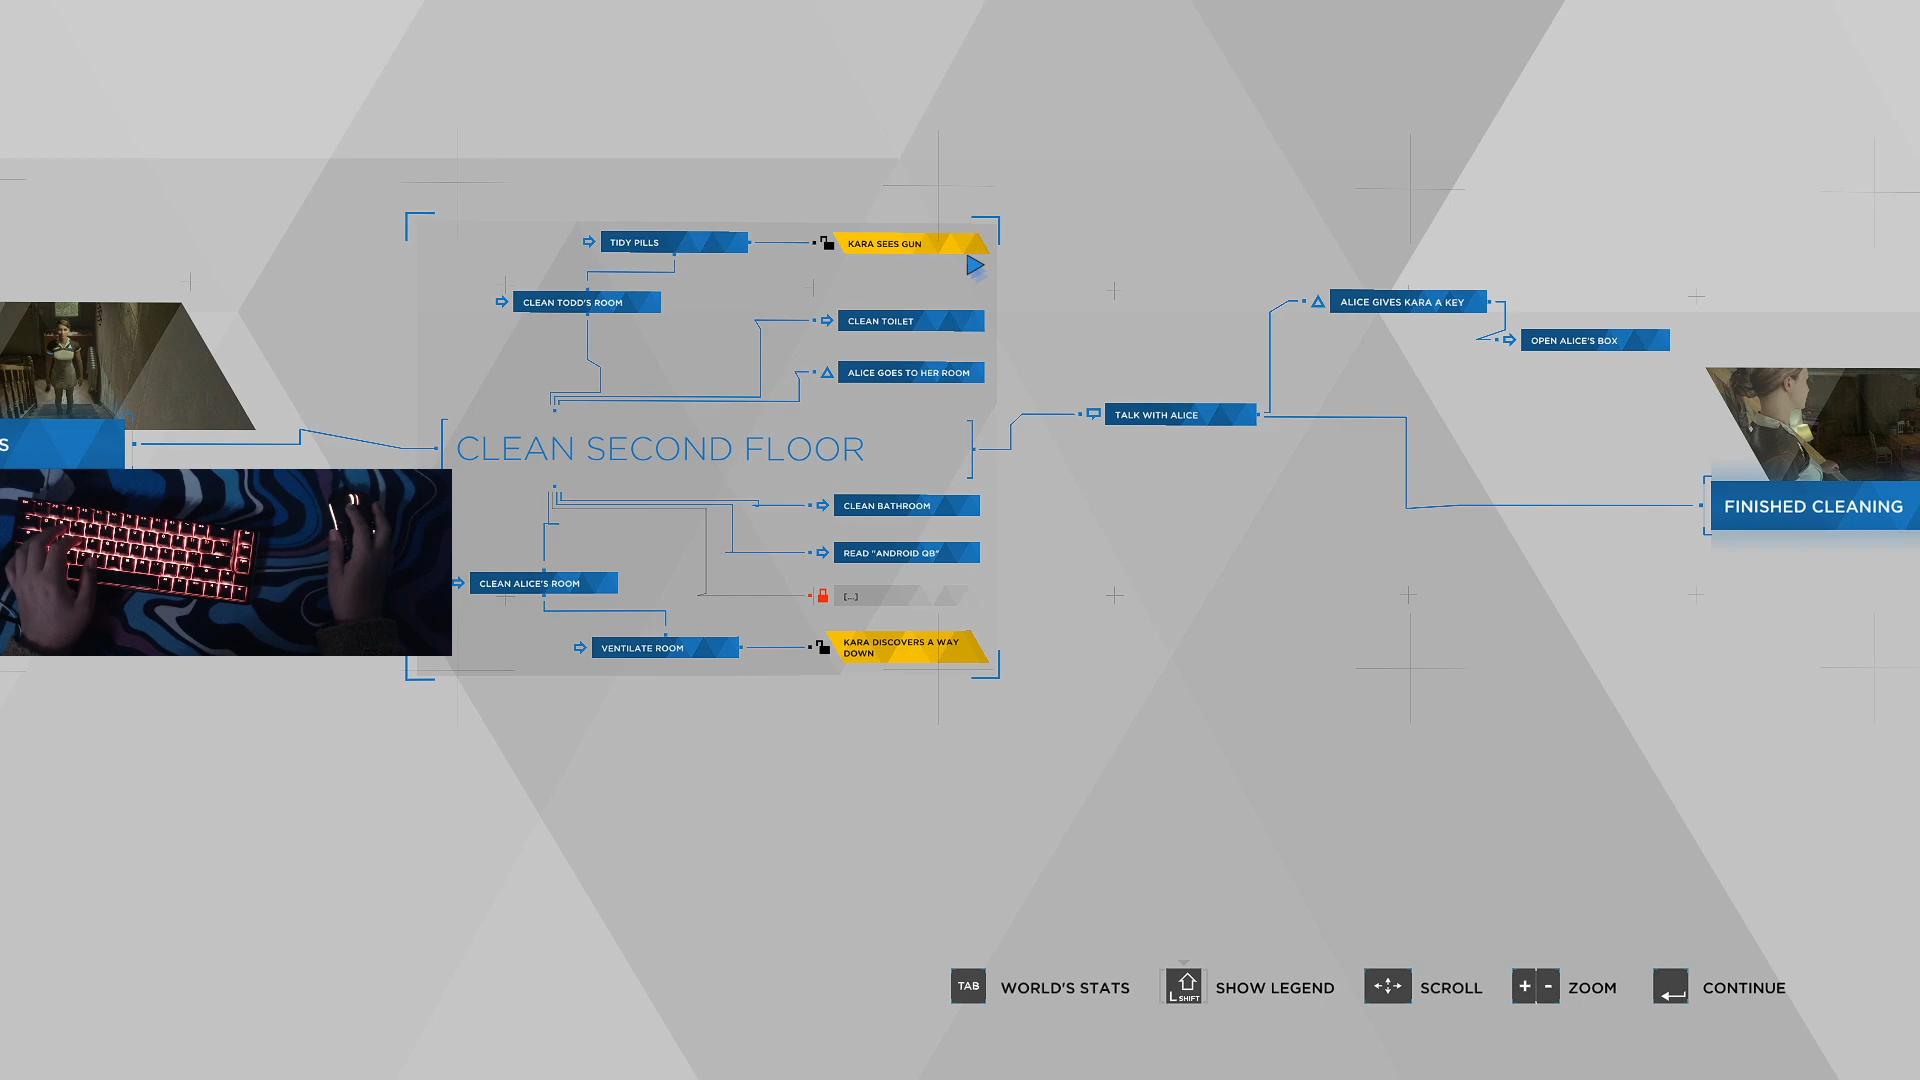 TIDY PILLS
KARA SEES GUN
CLEAN TODD'S ROOM
CLEAN TOILET
ALICE GOES TO HER ROOM
ALICE GIVES KARA A KEY
OPEN ALICE'S BOX
TALK WITH ALICE
S
CLEAN SECOND FLOOR
CLEAN BATHROOM
FINISHED CLEANING
READ "ANDROID QB"
CLEAN ALICE'S ROOM
[...]
VENTILATE ROOM
KARA DISCOVERS A WAY
DOWN
TAB WORLD'S STATS
L SHIFT SHOW LEGEND
SCROLL
+ - ZOOM
CONTINUE